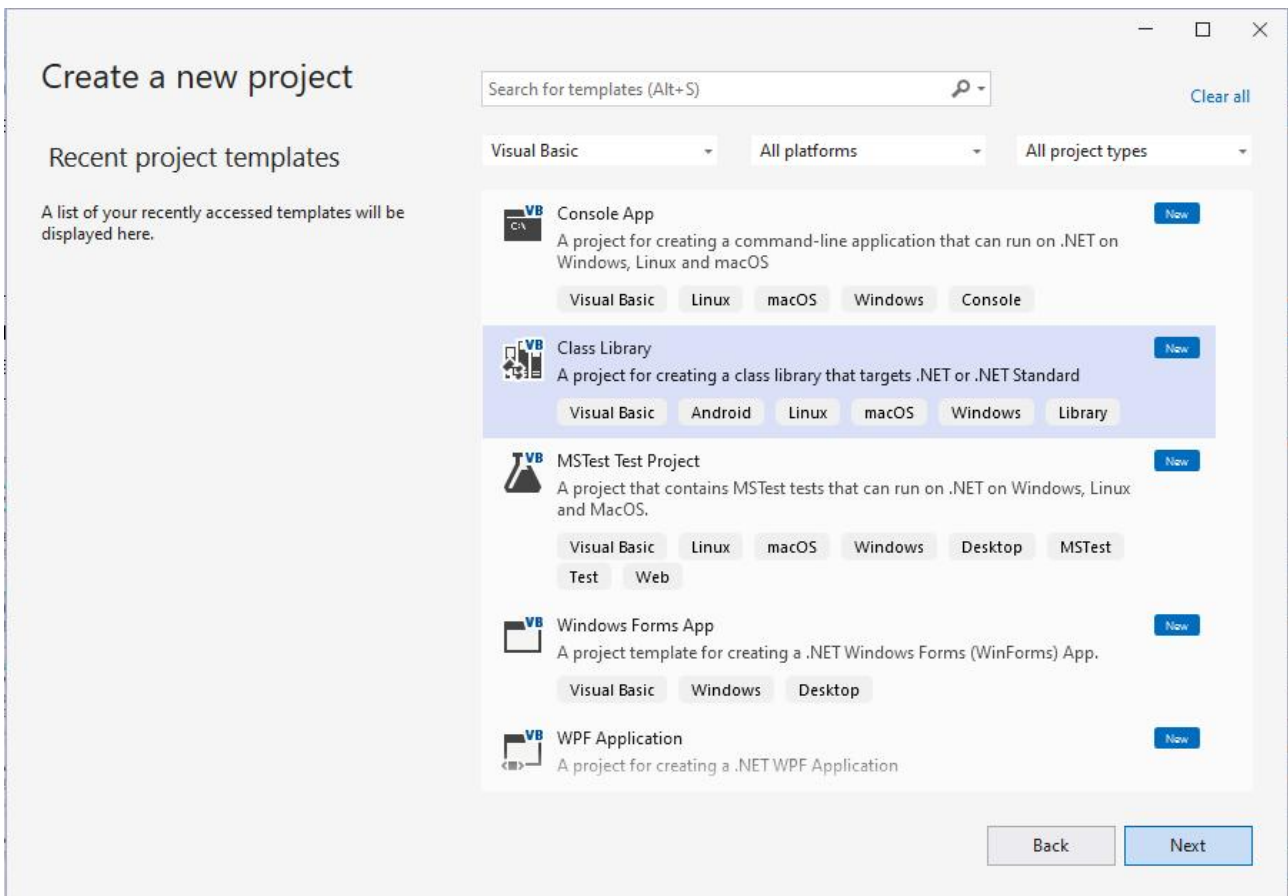 Create a new project
Search for templates (Alt+S)
Clear all
Recent project templates
Visual Basic
All platforms
All project types
A list of your recently accessed templates will be
displayed here.
VB
C:\
Console App
New
A project for creating a command-line application that can run on .NET on
Windows, Linux and macOS
Visual Basic Linux macOS Windows Console
VB
Class Library
New
A project for creating a class library that targets .NET or .NET Standard
Visual Basic Android Linux macOS Windows Library
VB
MSTest Test Project
New
A project that contains MSTest tests that can run on .NET on Windows, Linux
and MacOS.
Visual Basic Linux macOS Windows Desktop MSTest
Test Web
VB
Windows Forms App
New
A project template for creating a .NET Windows Forms (WinForms) App.
Visual Basic Windows Desktop
VB
WPF Application
New
A project for creating a .NET WPF Application
Back
Next